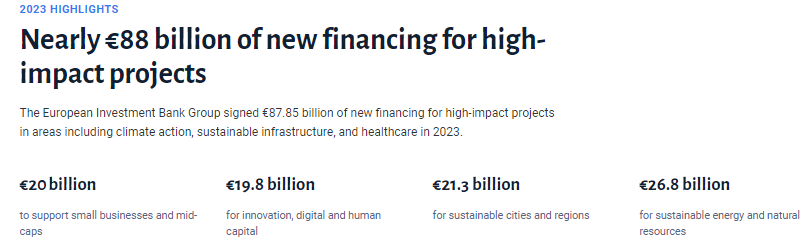 2023 HIGHLIGHTS
Nearly €88 billion of new financing for high-
impact projects
The European Investment Bank Group signed €87.85 billion of new financing for high-impact projects
in areas including climate action, sustainable infrastructure, and healthcare in 2023.
€20 billion
to support small businesses and mid-
caps
€19.8 billion
for innovation, digital and human
capital
€21.3 billion
for sustainable cities and regions
€26.8 billion
for sustainable energy and natural
resources